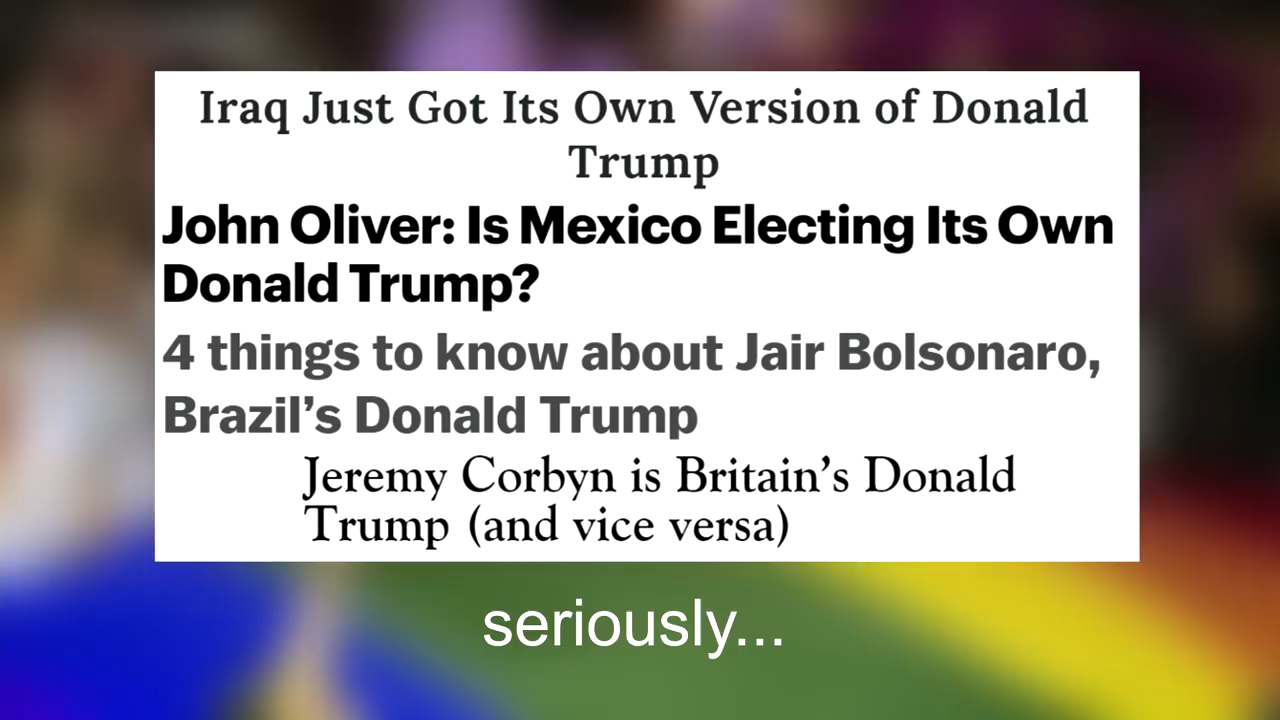 Iraq Just Got Its Own Version of Donald
Trump
John Oliver: Is Mexico Electing Its Own
Donald Trump?
4 things to know about Jair Bolsonaro,
Brazil’s Donald Trump
Jeremy Corbyn is Britain’s Donald
Trump (and vice versa)
seriously...